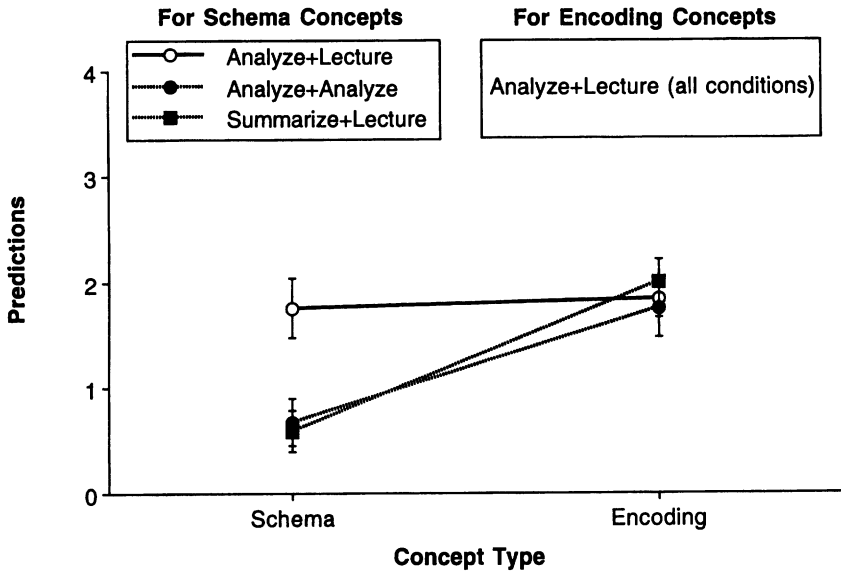 For Schema Concepts
For Encoding Concepts
Analyze+Lecture
Analyze+Analyze
Summarize+Lecture
Analyze+Lecture (all conditions)
4
3
2
1
0
Predictions
Schema
Encoding
Concept Type